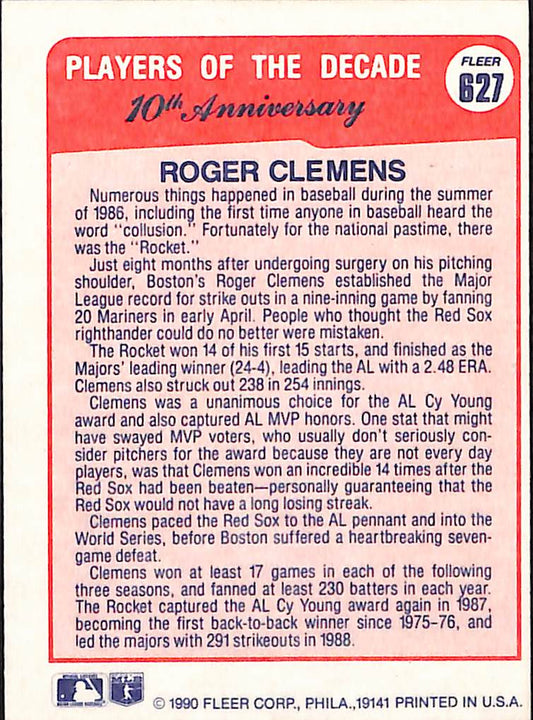 PLAYERS OF THE DECADE
10th Anniversary
FLEER
627
ROGER CLEMENS
Numerous things happened in baseball during the summer
of 1986, including the first time anyone in baseball heard the
word "collusion." Fortunately for the national pastime, there
was the "Rocket."
Just eight months after undergoing surgery on his pitching
shoulder, Boston's Roger Clemens established the Major
League record for strike outs in a nine-inning game by fanning
20 Mariners in early April. People who thought the Red Sox
righthander could do no better were mistaken.
The Rocket won 14 of his first 15 starts, and finished as the
Majors' leading winner (24-4), leading the AL with a 2.48 ERA.
Clemens also struck out 238 in 254 innings.
Clemens was a unanimous choice for the AL Cy Young
award and also captured AL MVP honors. One stat that might
have swayed MVP voters, who usually don't seriously con-
sider pitchers for the award because they are not every day
players, was that Clemens won an incredible 14 times after the
Red Sox had been beaten—personally guaranteeing that the
Red Sox would not have a long losing streak.
Clemens paced the Red Sox to the AL pennant and into the
World Series, before Boston suffered a heartbreaking seven-
game defeat.
Clemens won at least 17 games in each of the following
three seasons, and fanned at least 230 batters in each year.
The Rocket captured the AL Cy Young award again in 1987,
becoming the first back-to-back winner since 1975-76, and
led the majors with 291 strikeouts in 1988.
© 1990 FLEER CORP., PHILA.,19141 PRINTED IN U.S.A.